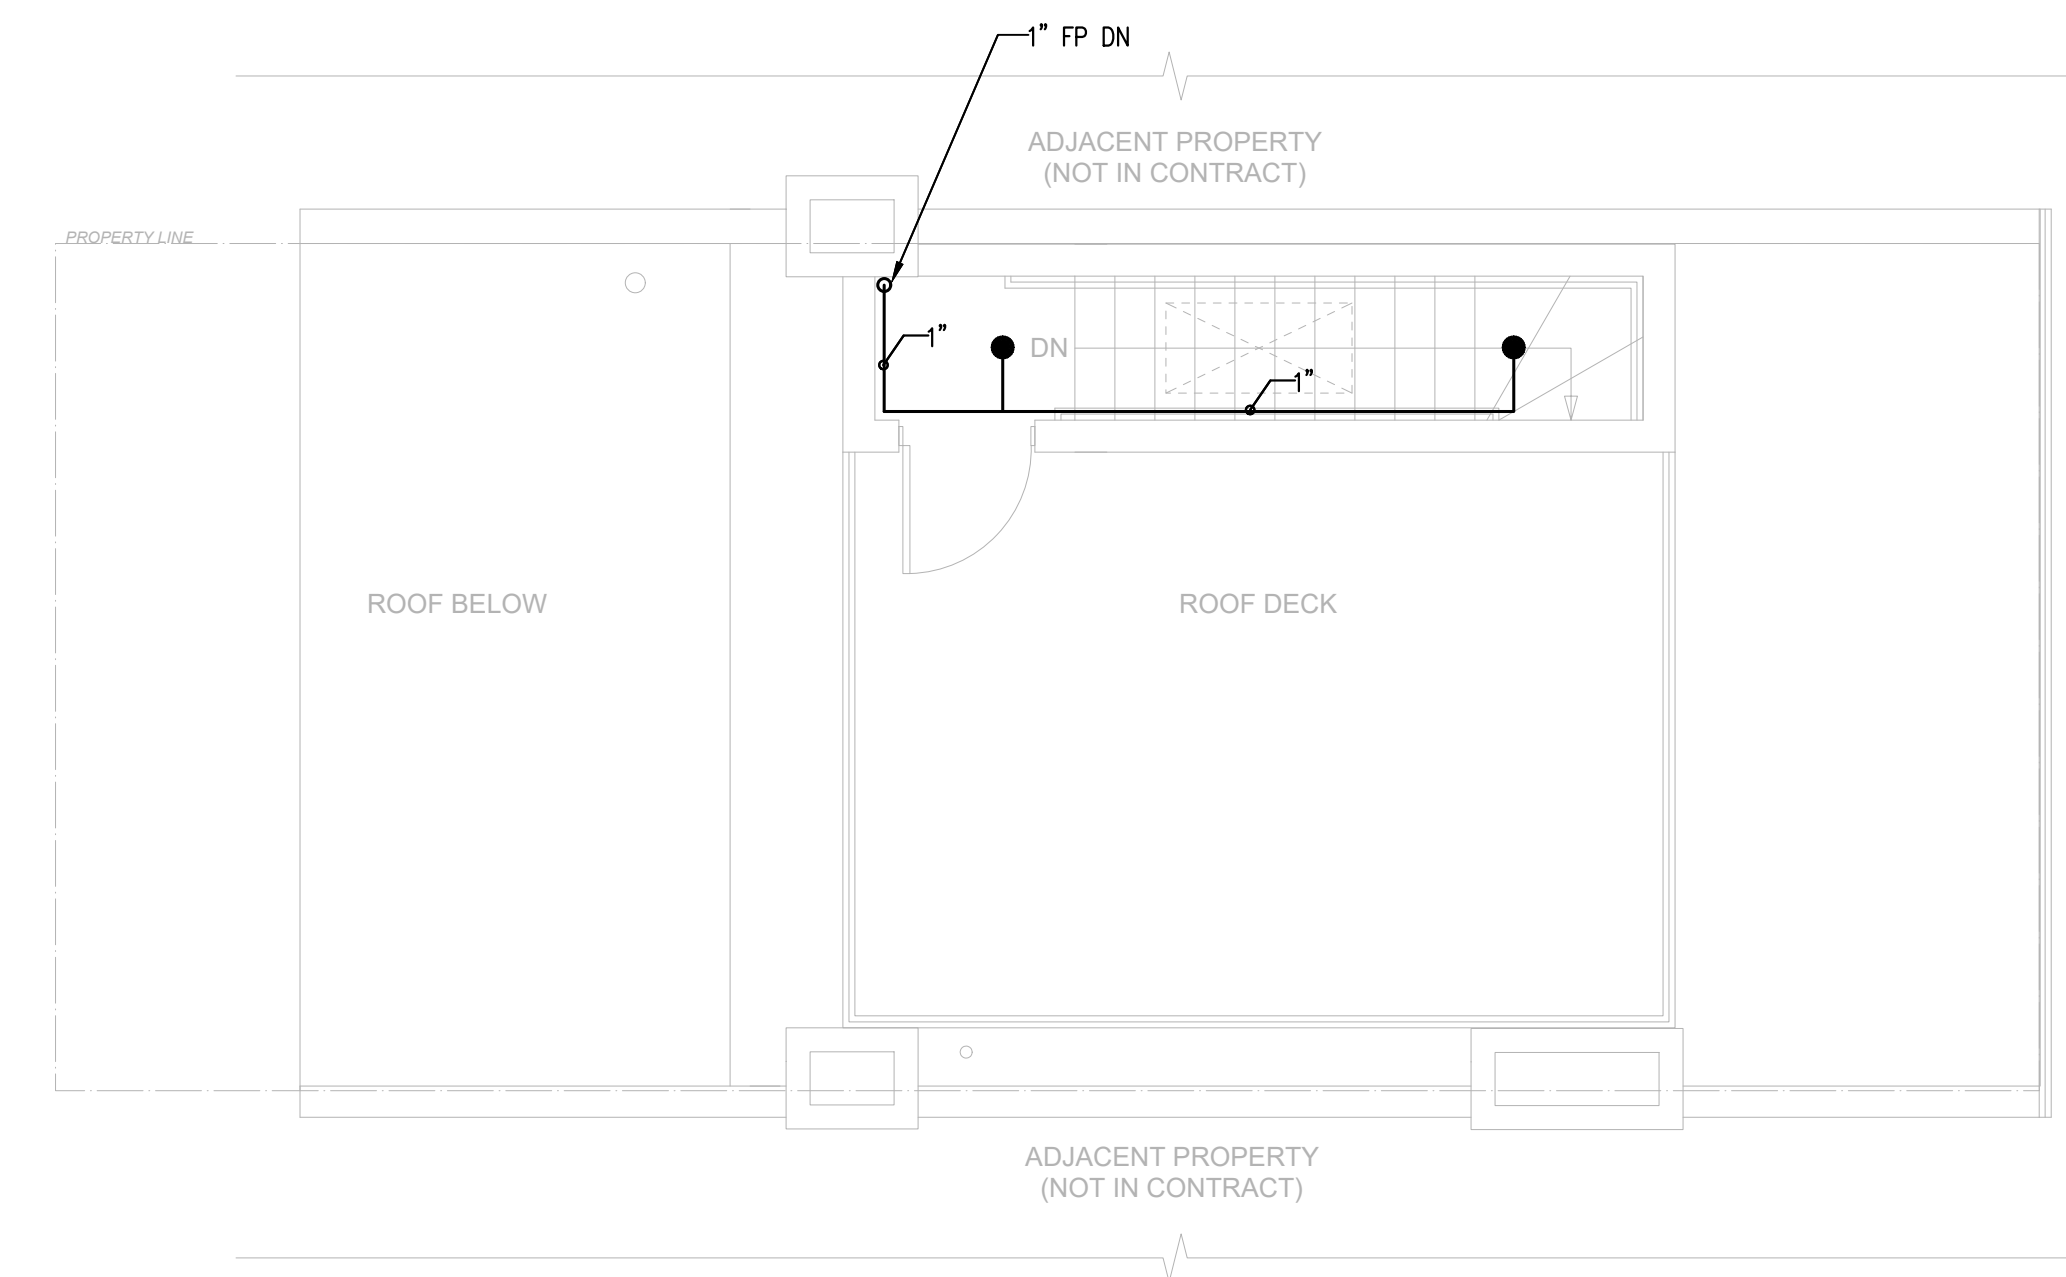 1" FP DN
ADJACENT PROPERTY
(NOT IN CONTRACT)
PROPERTY LINE
1"
DN
1"
ROOF BELOW
ROOF DECK
ADJACENT PROPERTY
(NOT IN CONTRACT)